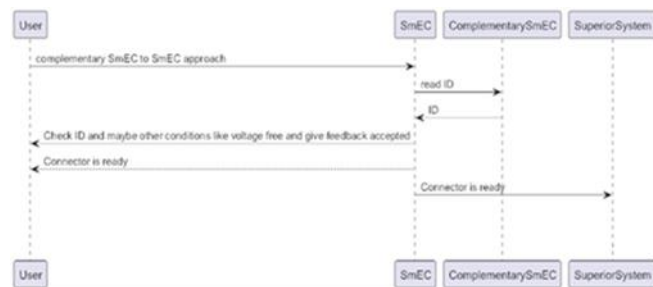 User SmEC ComplementarySmEC SuperiorSystem
complementary SmEC to SmEC approach
read ID
ID
Check ID and maybe other conditions like voltage free and give feedback accepted
Connector is ready
Connector is ready
User SmEC ComplementarySmEC SuperiorSystem